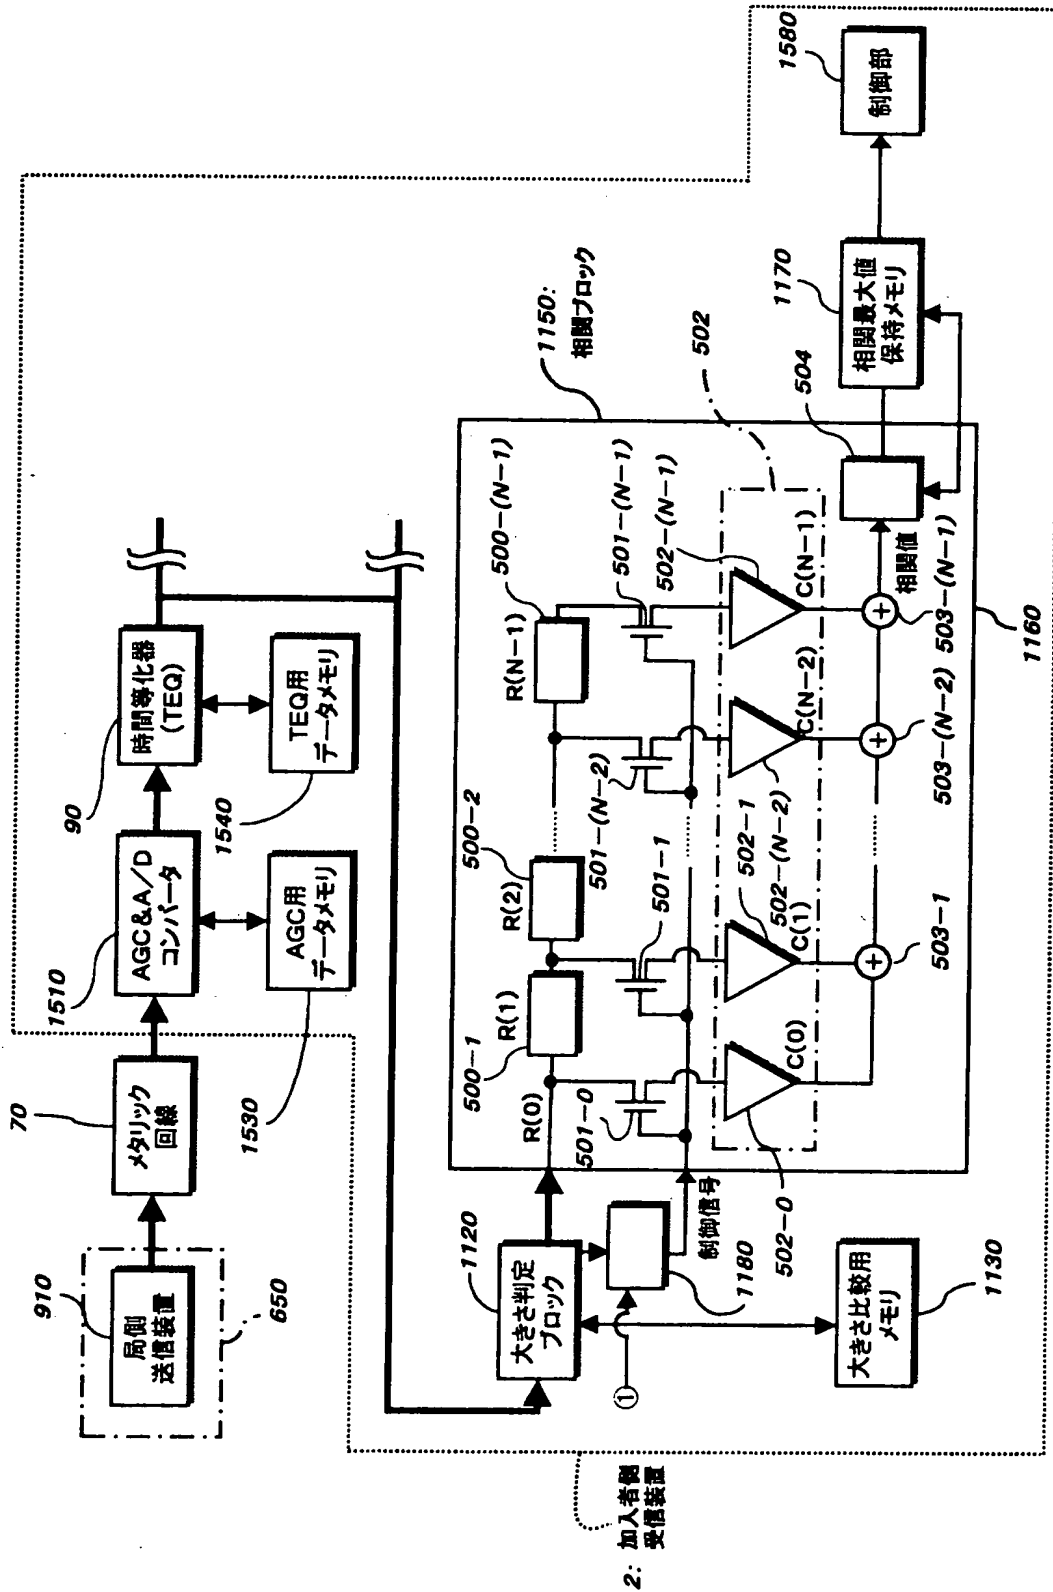 910
局側
送信装置
650
70
メタリック
回線
1510
AGC&A/D
コンバータ
1530
AGC用
データメモリ
90
時間等化器
(TEQ)
1540
TEQ用
データメモリ
2: 加入者側
受信装置
1120
大きさ判定
ブロック
①
1180
制御信号
1130
大きさ比較用
メモリ
1150:
相関ブロック
R(0)
R(1)
500-1
R(2)
500-2
R(N-1)
500-(N-1)
501-0
501-1
501-(N-2)
501-(N-1)
502
502-0
502-1
502-(N-2)
502-(N-1)
C(0)
C(1)
C(N-2)
C(N-1)
503-1
503-(N-2)
503-(N-1)
相関値
504
1160
1170
相関最大値
保持メモリ
1580
制御部